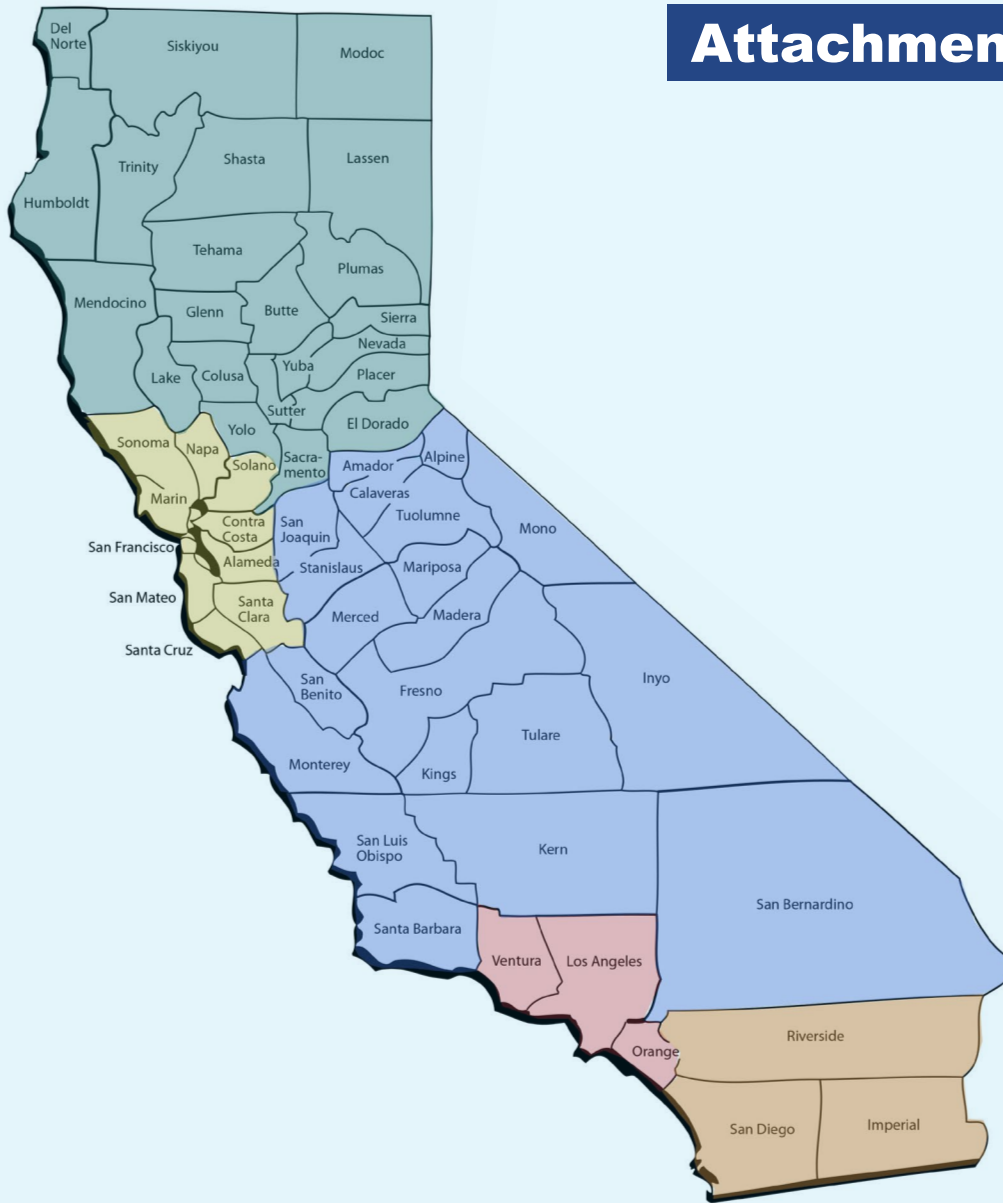 Attachmen
Del
Norte
Siskiyou
Modoc
Humboldt
Trinity
Shasta
Lassen
Tehama
Plumas
Mendocino
Glenn
Butte
Sierra
Nevada
Lake
Colusa
Yuba
Placer
Sutter
El Dorado
Yolo
Sonoma
Napa
Solano
Sacra-
mento
Amador
Alpine
Marin
Calaveras
Tuolumne
Mono
Contra
Costa
San
Joaquin
San Francisco
Alameda
Stanislaus
Mariposa
San Mateo
Santa
Clara
Merced
Madera
Santa Cruz
San
Benito
Fresno
Inyo
Tulare
Monterey
Kings
San Luis
Obispo
Kern
San Bernardino
Santa Barbara
Ventura
Los Angeles
Orange
Riverside
San Diego
Imperial